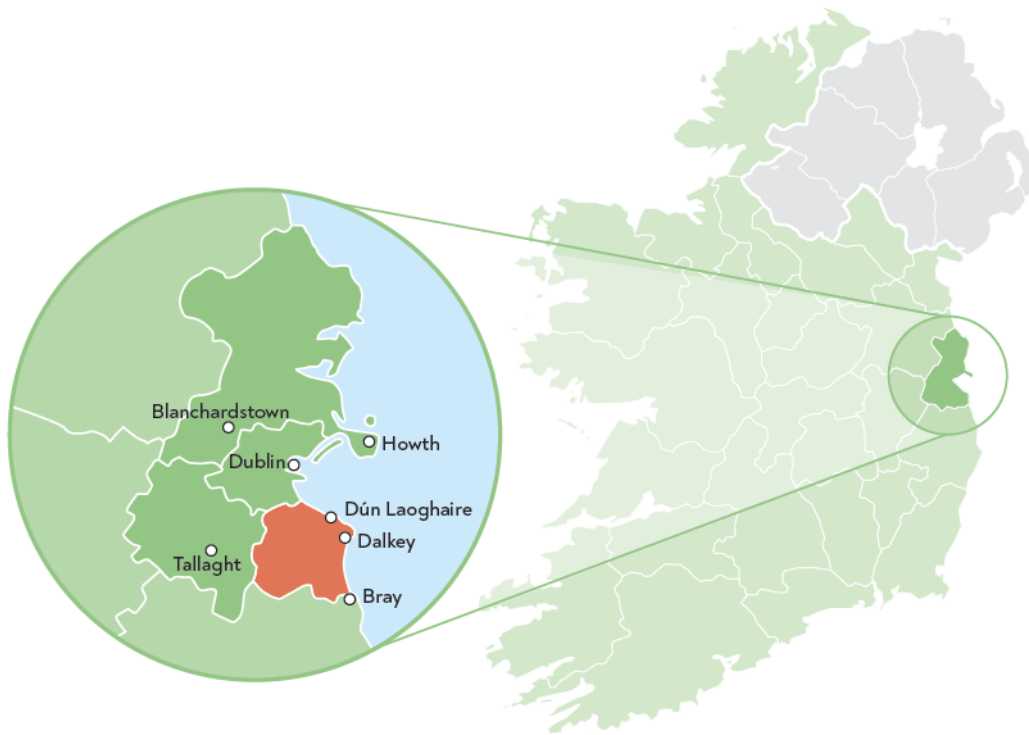 Blanchardstown
Howth
Dublin
Dún Laoghaire
Dalkey
Tallaght
Bray